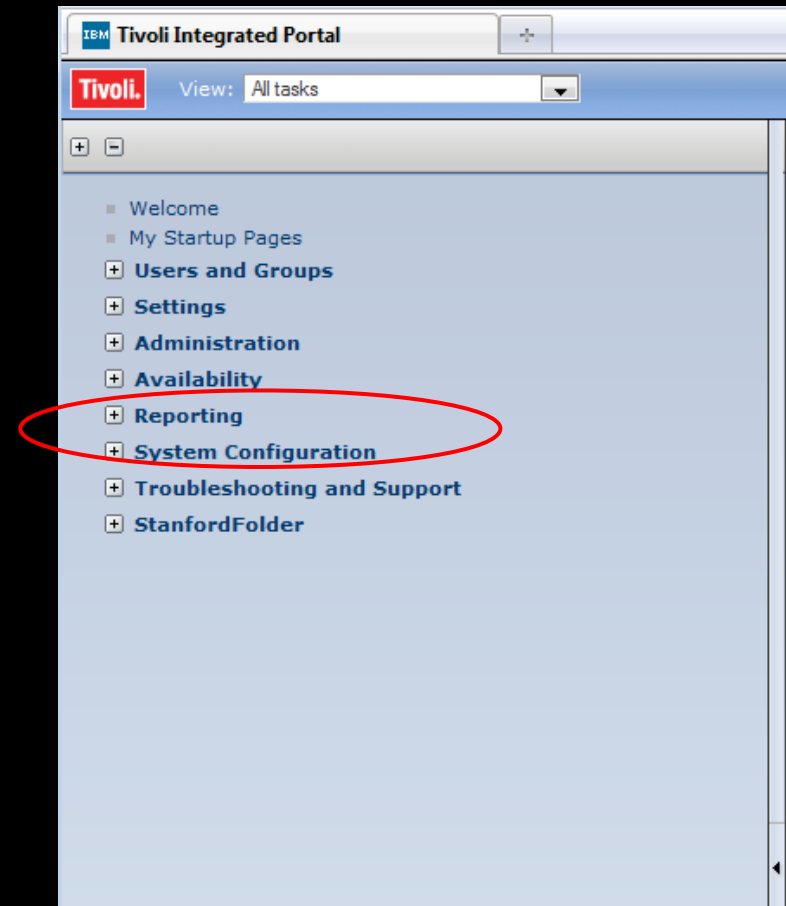 IBM Tivoli Integrated Portal
Tivoli. View: All tasks
Welcome
My Startup Pages
Users and Groups
Settings
Administration
Availability
Reporting
System Configuration
Troubleshooting and Support
StanfordFolder